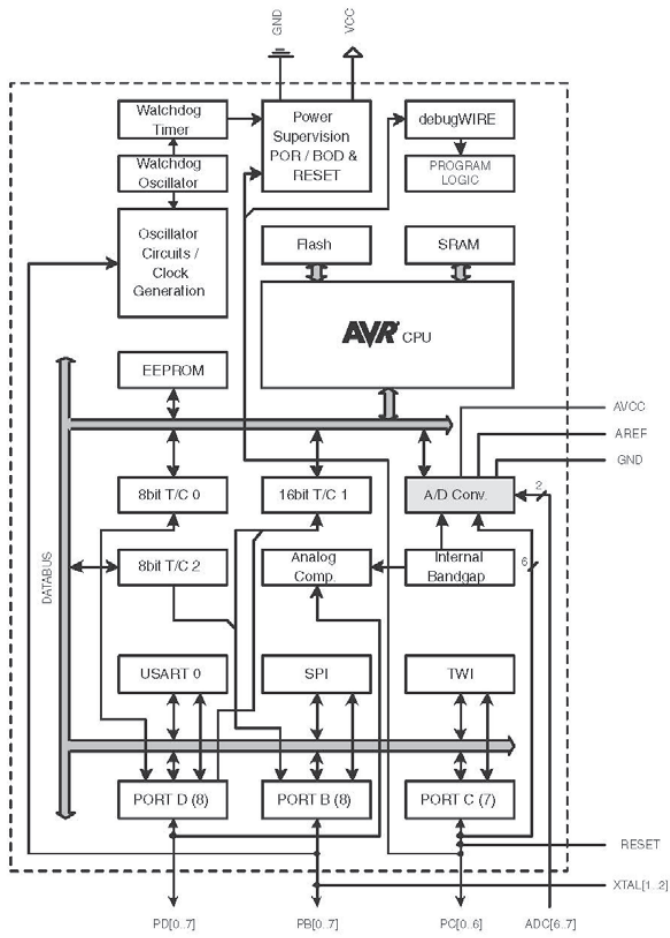 GND
VCC
Watchdog
Timer
Power
Supervision
POR / BOD &
RESET
debugWIRE
Watchdog
Oscillator
PROGRAM
LOGIC
Oscillator
Circuits /
Clock
Generation
Flash
SRAM
AVR CPU
EEPROM
AVCC
AREF
GND
8bit T/C 0
16bit T/C 1
A/D Conv.
2
DATABUS
8bit T/C 2
Analog
Comp.
Internal
Bandgap
6
USART 0
SPI
TWI
PORT D (8)
PORT B (8)
PORT C (7)
RESET
XTAL[1..2]
PD[0..7]
PB[0..7]
PC[0..6]
ADC[6..7]